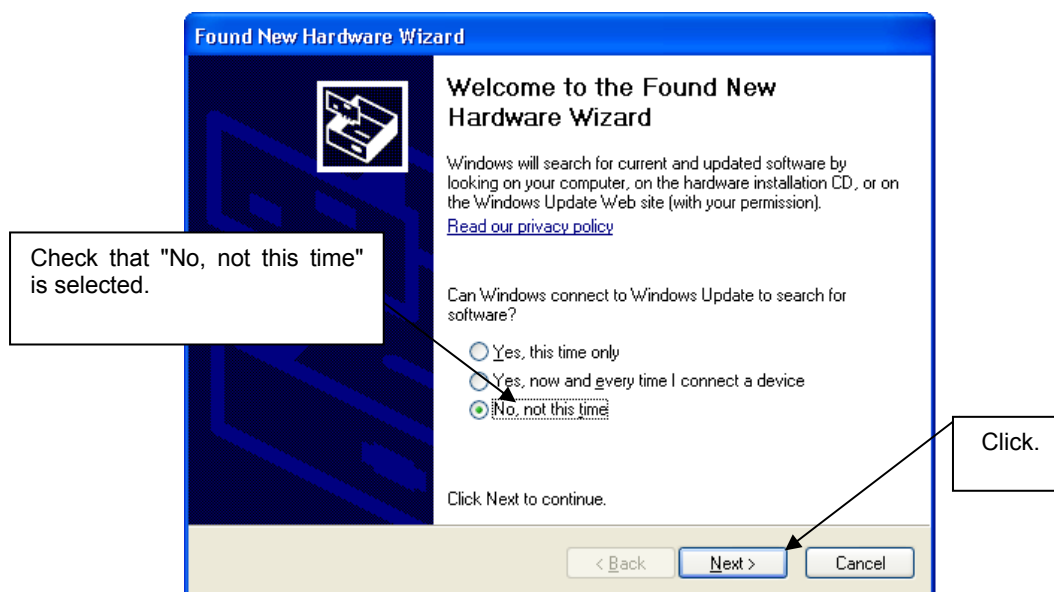 Found New Hardware Wizard
Welcome to the Found New
Hardware Wizard
Windows will search for current and updated software by
looking on your computer, on the hardware installation CD, or on
the Windows Update Web site (with your permission).
Read our privacy policy
Check that "No, not this time"
is selected.
Can Windows connect to Windows Update to search for
software?
Yes, this time only
Yes, now and every time I connect a device
No, not this time
Click.
Click Next to continue.
< Back
Next >
Cancel